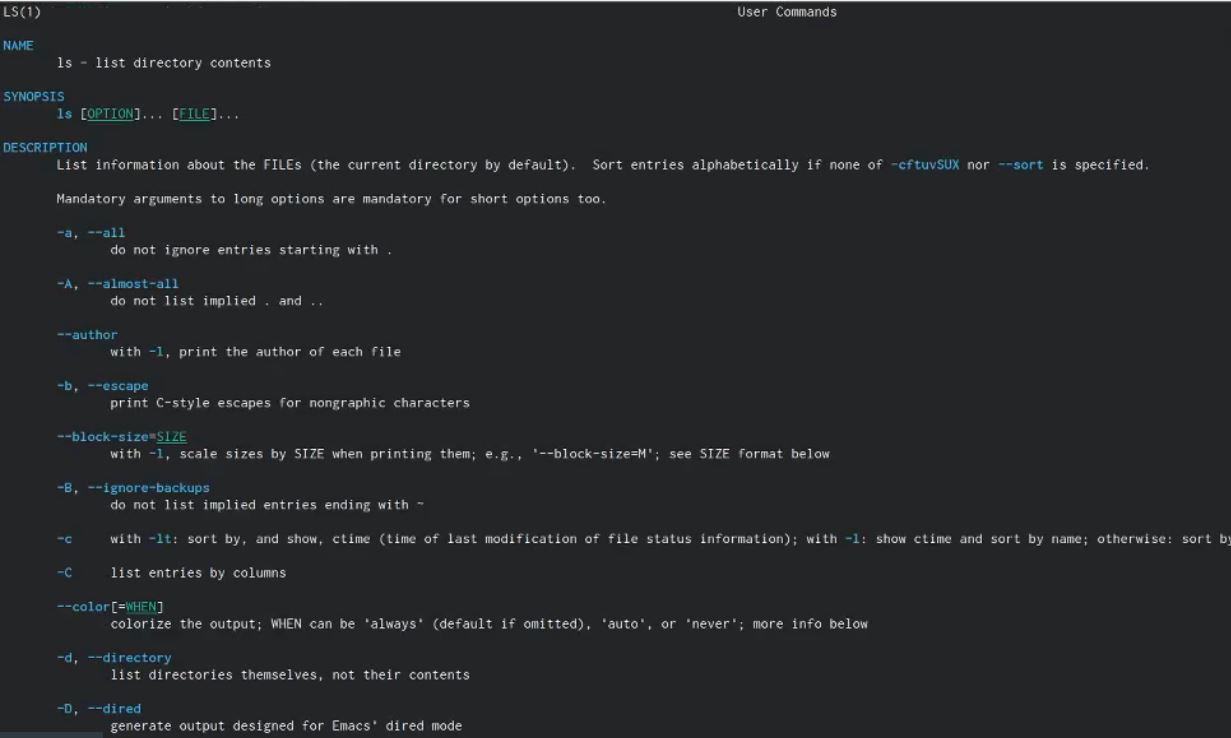 LS(1) User Commands
NAME
ls - list directory contents
SYNOPSIS
ls [OPTION]... [FILE]...
DESCRIPTION
List information about the FILEs (the current directory by default). Sort entries alphabetically if none of -cftuvSUX nor --sort is specified.
Mandatory arguments to long options are mandatory for short options too.
-a, --all
do not ignore entries starting with .
-A, --almost-all
do not list implied . and ..
--author
with -l, print the author of each file
-b, --escape
print C-style escapes for nongraphic characters
--block-size=SIZE
with -l, scale sizes by SIZE when printing them; e.g., '--block-size=M'; see SIZE format below
-B, --ignore-backups
do not list implied entries ending with ~
-c with -lt: sort by, and show, ctime (time of last modification of file status information); with -l: show ctime and sort by name; otherwise: sort by
-C list entries by columns
--color[=WHEN]
colorize the output; WHEN can be 'always' (default if omitted), 'auto', or 'never'; more info below
-d, --directory
list directories themselves, not their contents
-D, --dired
generate output designed for Emacs' dired mode